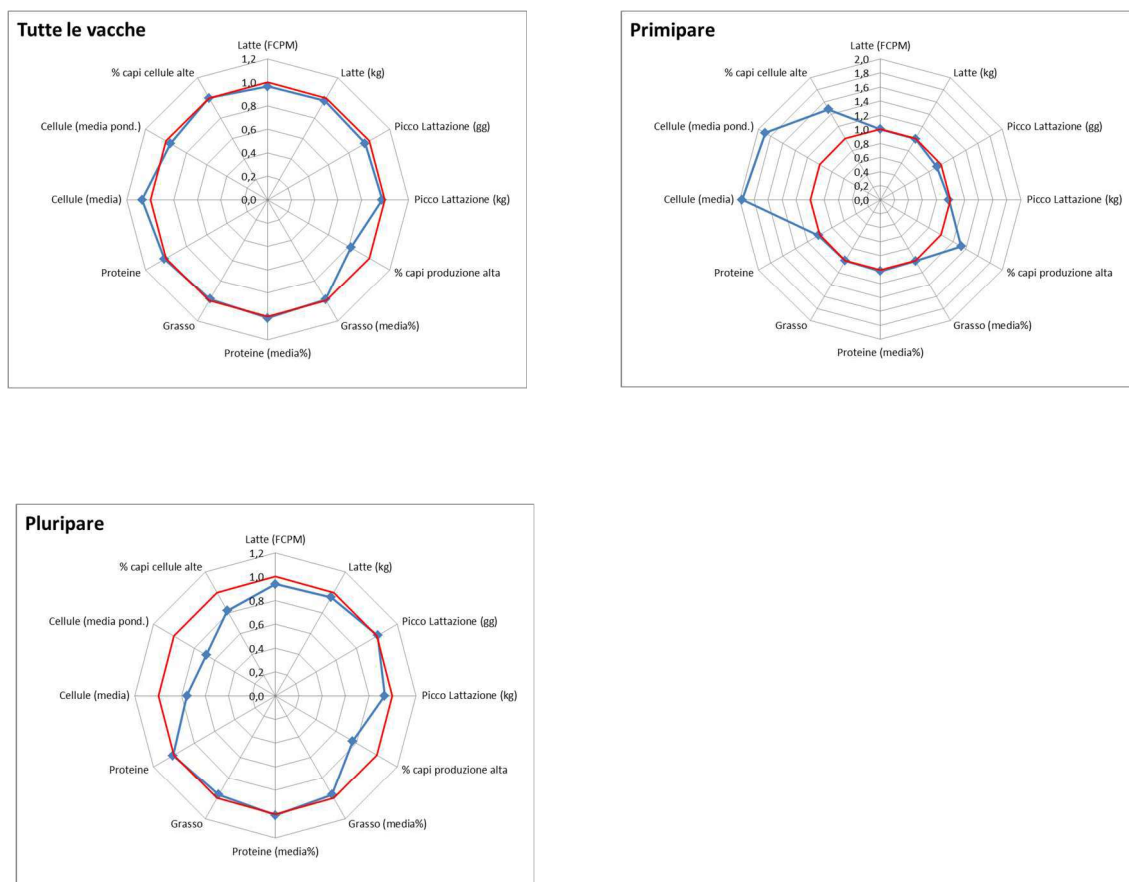 Tutte le vacche
Latte (FCPM)
1,2
1,0
0,8
0,6
0,4
0,2
0,0
Latte (kg)
Picco Lattazione (gg)
Picco Lattazione (kg)
% capi produzione alta
Grasso (media%)
Proteine (media%)
Grasso
Proteine
Cellule (media)
Cellule (media pond.)
% capi cellule alte
Primipare
Latte (FCPM)
2,0
1,8
1,6
1,4
1,2
1,0
0,8
0,6
0,4
0,2
0,0
Latte (kg)
Picco Lattazione (gg)
Picco Lattazione (kg)
% capi produzione alta
Grasso (media%)
Proteine (media%)
Grasso
Proteine
Cellule (media)
Cellule (media pond.)
% capi cellule alte
Pluripare
Latte (FCPM)
1,2
1,0
0,8
0,6
0,4
0,2
0,0
Latte (kg)
Picco Lattazione (gg)
Picco Lattazione (kg)
% capi produzione alta
Grasso (media%)
Proteine (media%)
Grasso
Proteine
Cellule (media)
Cellule (media pond.)
% capi cellule alte